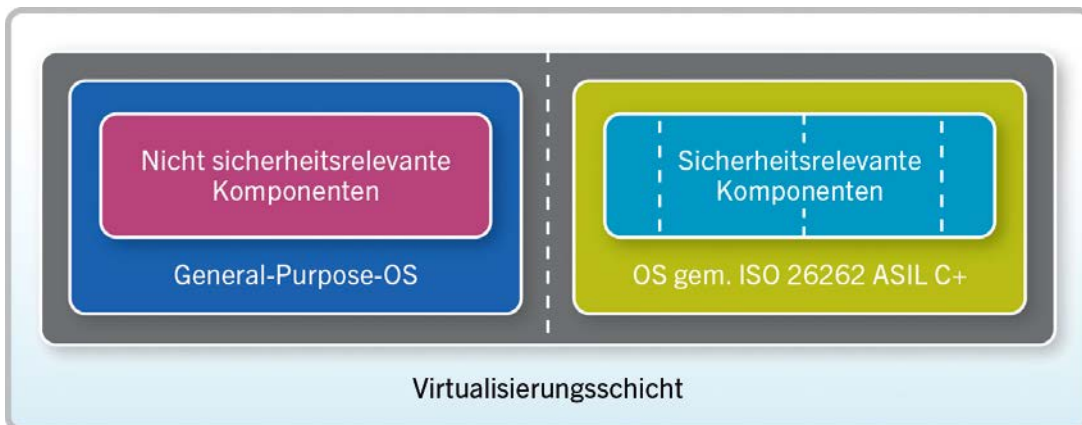 Nicht sicherheitsrelevante
Komponenten
General-Purpose-OS
Sicherheitsrelevante
Komponenten
OS gem. ISO 26262 ASIL C+
Virtualisierungsschicht